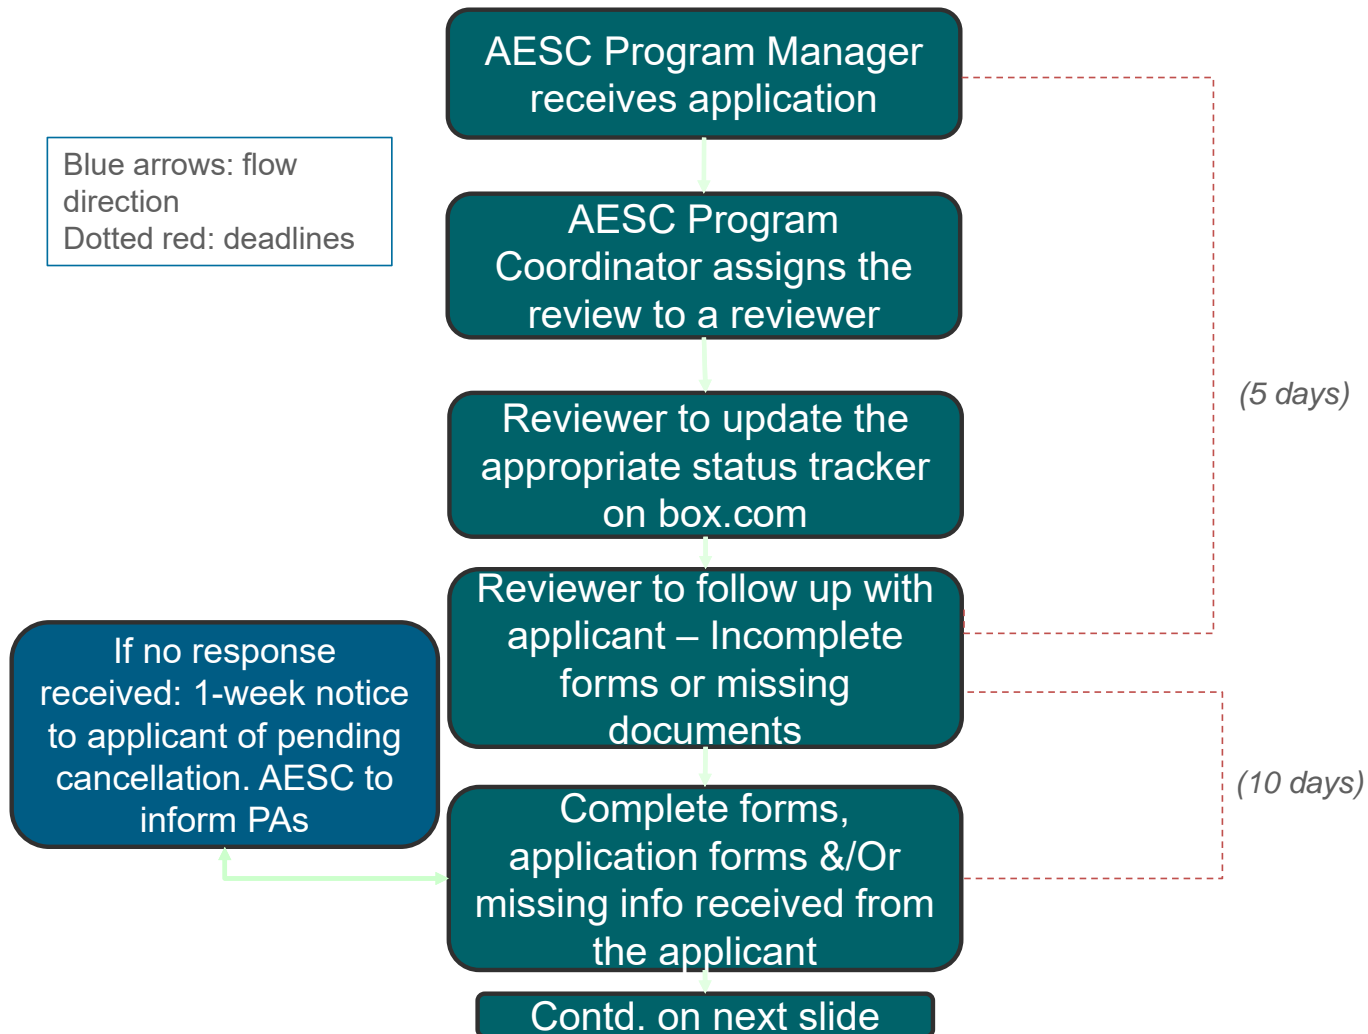 AESC Program Manager
receives application
Blue arrows: flow
direction
Dotted red: deadlines
AESC Program
Coordinator assigns the
review to a reviewer
(5 days)
Reviewer to update the
appropriate status tracker
on box.com
Reviewer to follow up with
applicant – Incomplete
forms or missing
documents
If no response
received: 1-week notice
to applicant of pending
cancellation. AESC to
inform PAs
(10 days)
Complete forms,
application forms &/Or
missing info received from
the applicant
Contd. on next slide